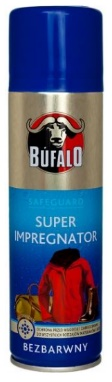 BUFALO
SAFEGUARD
SUPER
IMPREGNATOR
BEZBARWNY